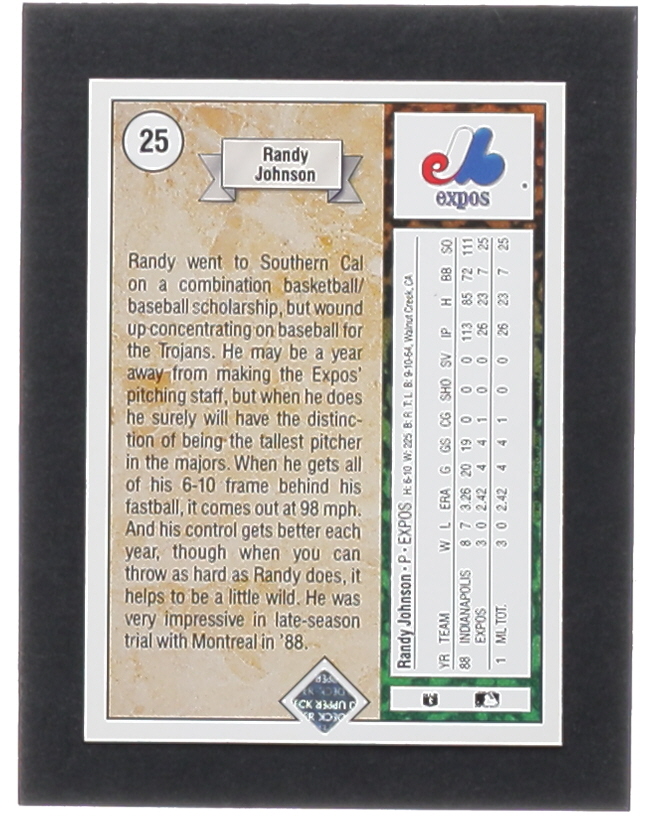 25
Randy
Johnson
expos
Randy went to Southern Cal
on a combination basketball/
baseball scholarship, but wound
up concentrating on baseball for
the Trojans. He may be a year
away from making the Expos'
pitching staff, but when he does
he surely will have the distinc-
tion of being the tallest pitcher
in the majors. When he gets all
of his 6-10 frame behind his
fastball, it comes out at 98 mph.
And his control gets better each
year, though when you can
throw as hard as Randy does, it
helps to be a little wild. He was
very impressive in late-season
trial with Montreal in '88.
Randy Johnson • P • EXPOS H: 6-10 W: 225 B: R T: L B: 9-10-64, Walnut Creek, CA
YR TEAM W L ERA G GS CG SHO SV IP H BB SO
88 INDIANAPOLIS 8 7 3.26 20 19 0 0 0 113 85 72 111
EXPOS 3 0 2.42 4 4 1 0 0 26 23 7 25
1 ML TOT. 3 0 2.42 4 4 1 0 0 26 23 7 25
DECK
UPPER